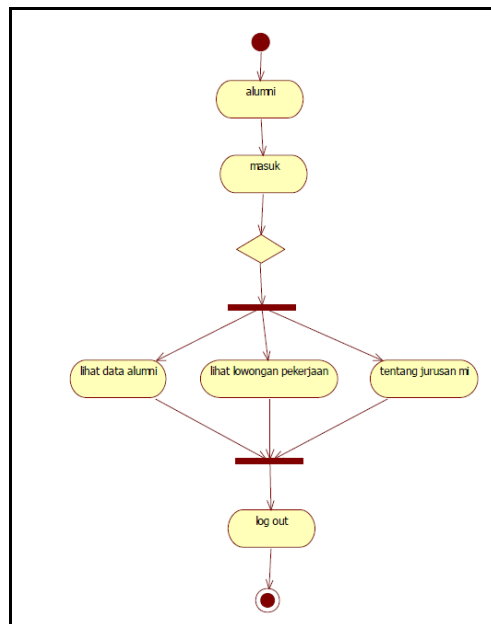 alumni
masuk
lihat data alumni
lihat lowongan pekerjaan
tentang jurusan mi
log out